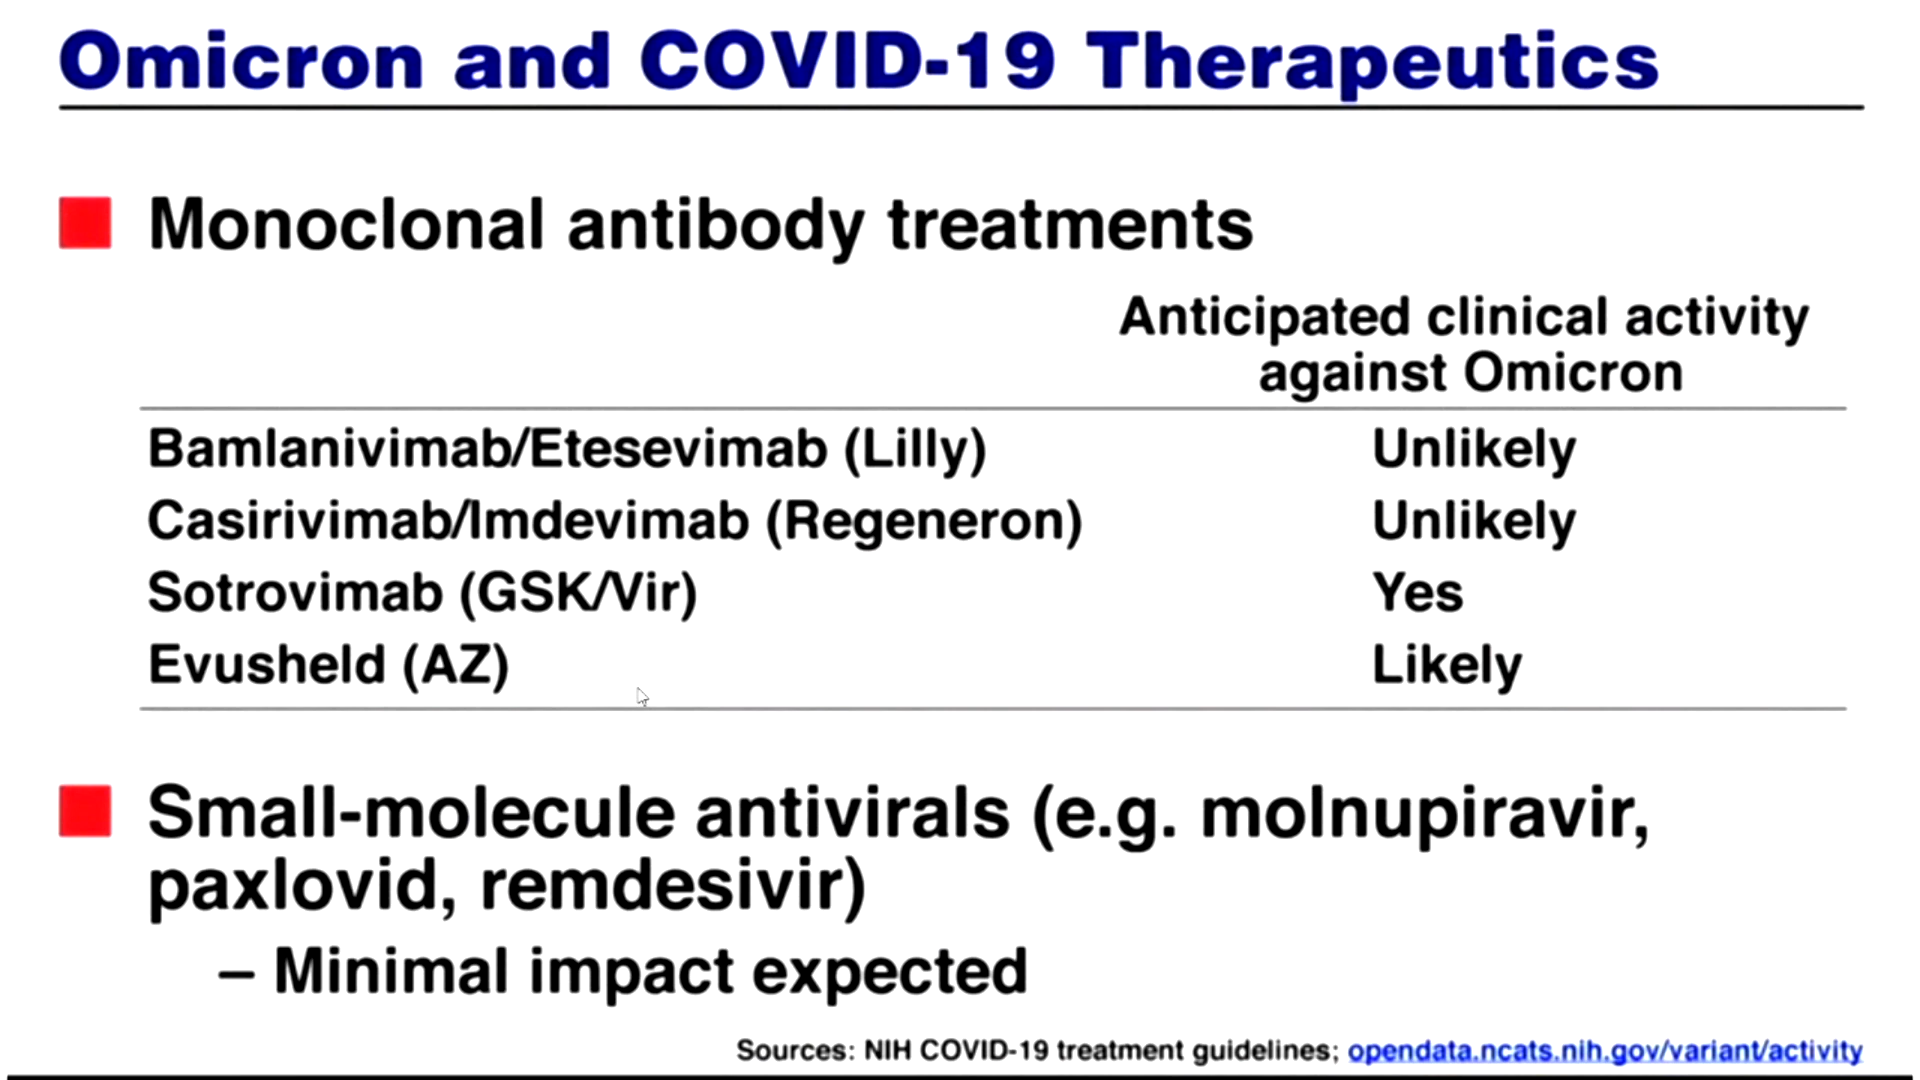 Omicron and COVID-19 Therapeutics
Monoclonal antibody treatments
Anticipated clinical activity
against Omicron
Bamlanivimab/Etesevimab (Lilly) Unlikely
Casirivimab/Imdevimab (Regeneron) Unlikely
Sotrovimab (GSK/Vir) Yes
Evusheld (AZ) Likely
Small-molecule antivirals (e.g. molnupiravir,
paxlovid, remdesivir)
– Minimal impact expected
Sources: NIH COVID-19 treatment guidelines; opendata.ncats.nih.gov/variant/activity